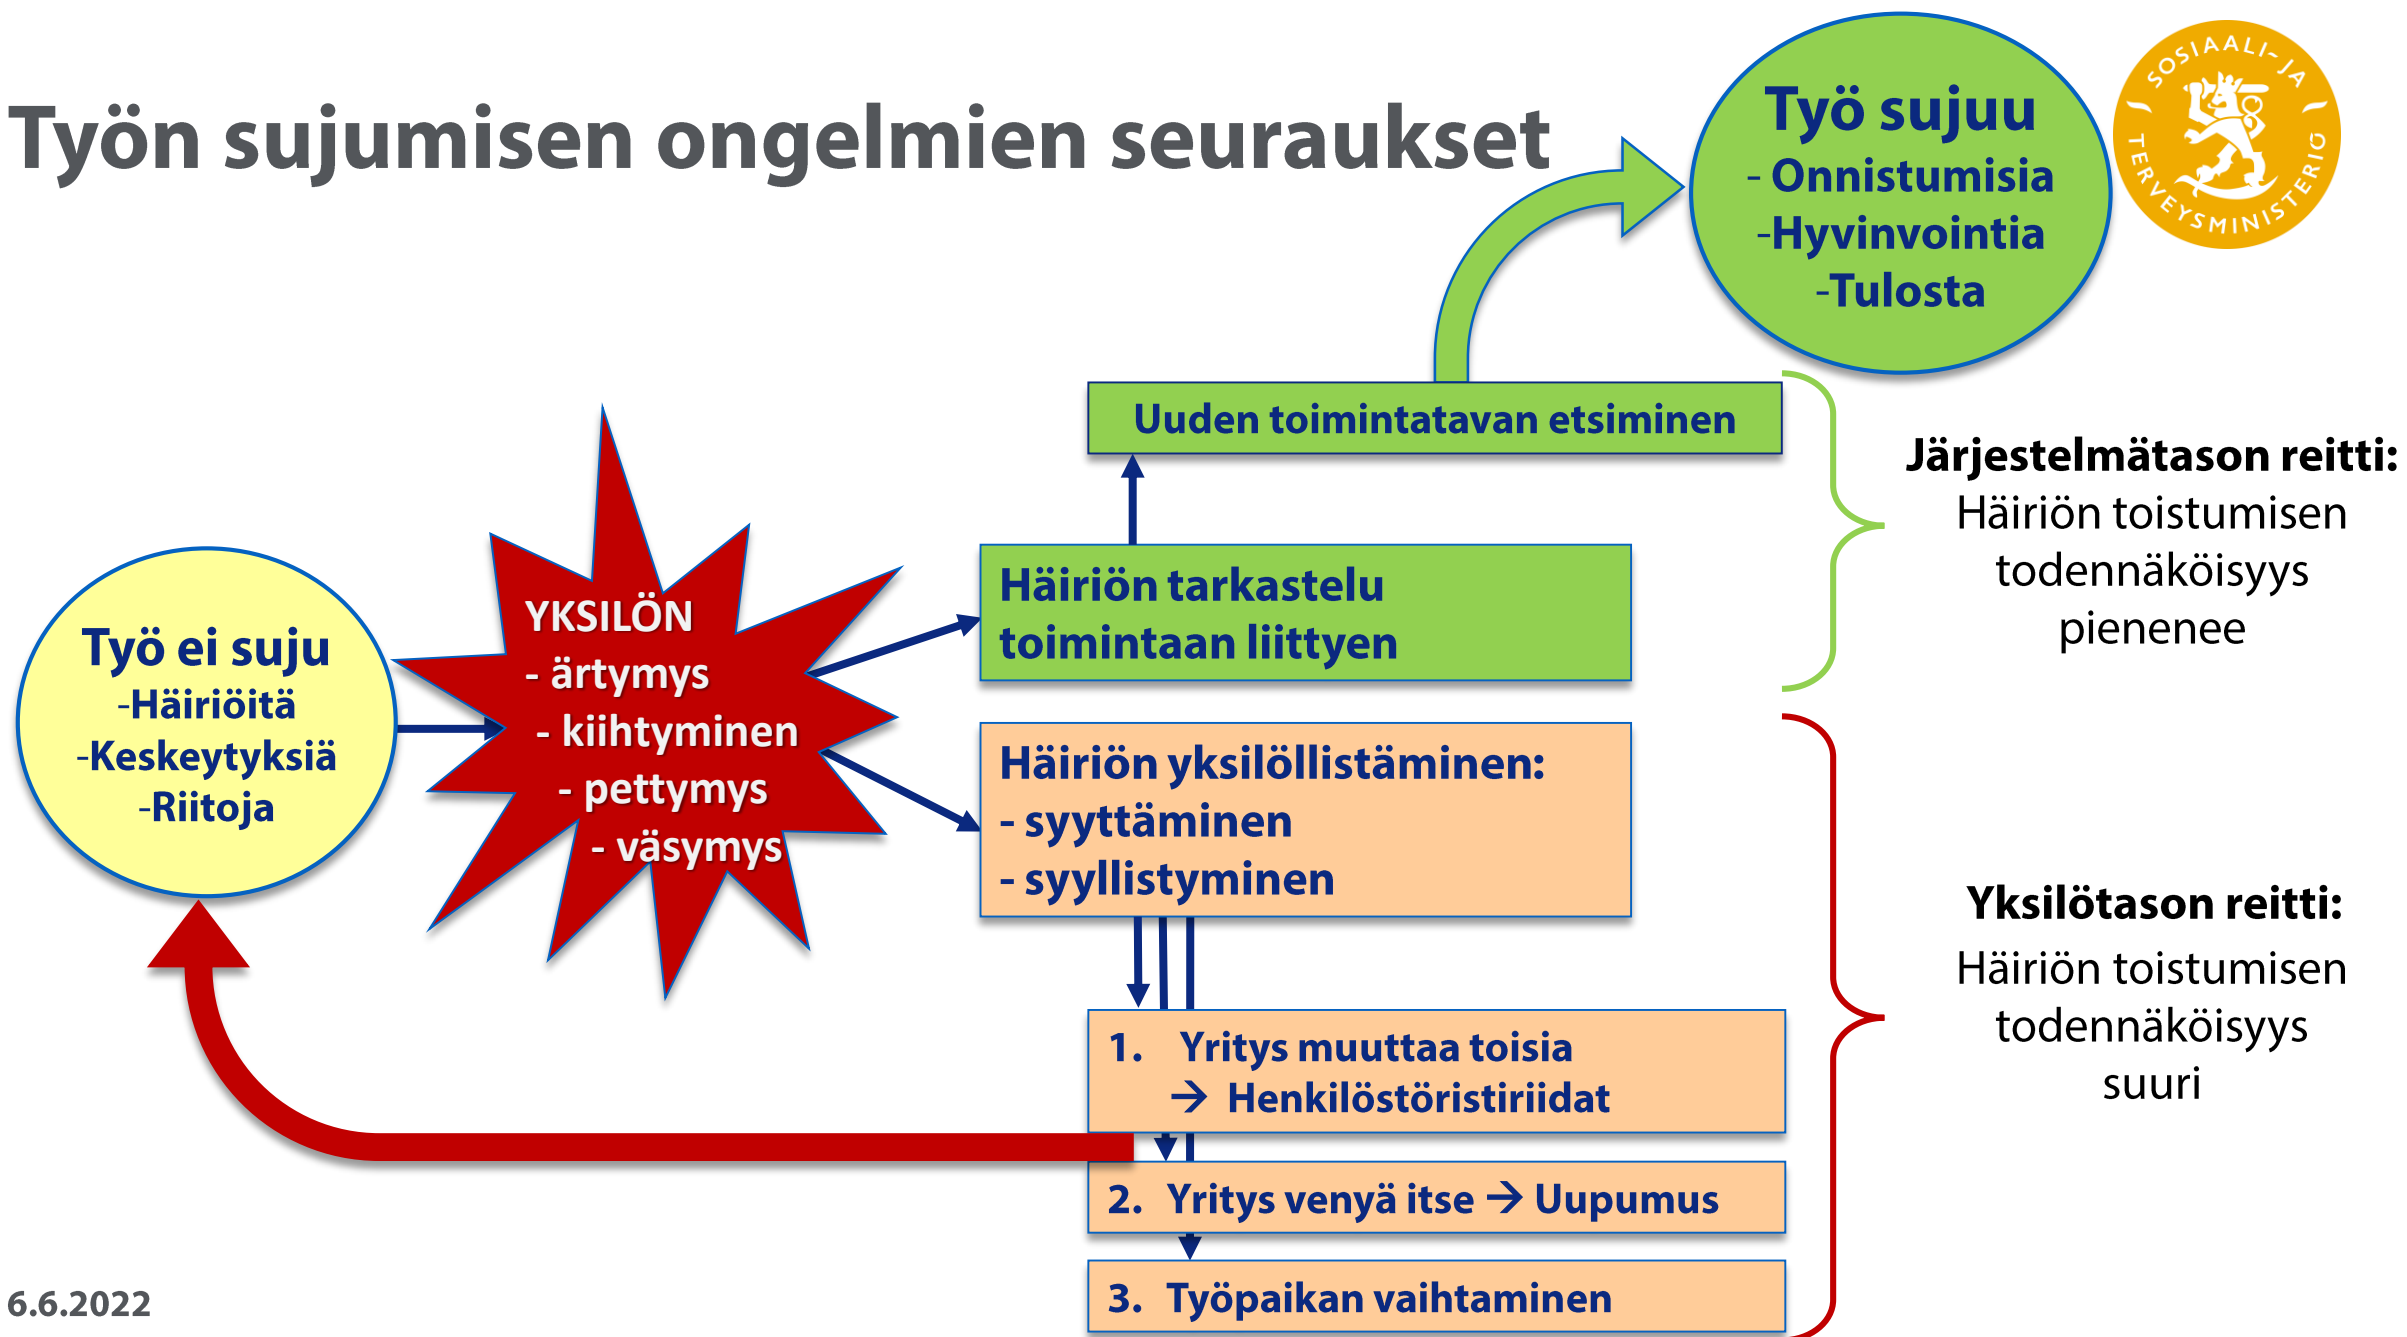 Työn sujumisen ongelmien seuraukset
Työ sujuu
- Onnistumisia
-Hyvinvointia
-Tulosta
SOSIAALI- JA
TERVEYSMINISTERIÖ
Uuden toimintatavan etsiminen
Järjestelmätason reitti:
Häiriön toistumisen
todennäköisyys
pienenee
Häiriön tarkastelu
toimintaan liittyen
YKSILÖN
- ärtymys
- kiihtyminen
- pettymys
- väsymys
Työ ei suju
-Häiriöitä
-Keskeytyksiä
-Riitoja
Häiriön yksilöllistäminen:
- syyttäminen
- syyllistyminen
Yksilötason reitti:
Häiriön toistumisen
todennäköisyys
suuri
1. Yritys muuttaa toisia
→ Henkilöstöristiriidat
2. Yritys venyä itse → Uupumus
3. Työpaikan vaihtaminen
6.6.2022